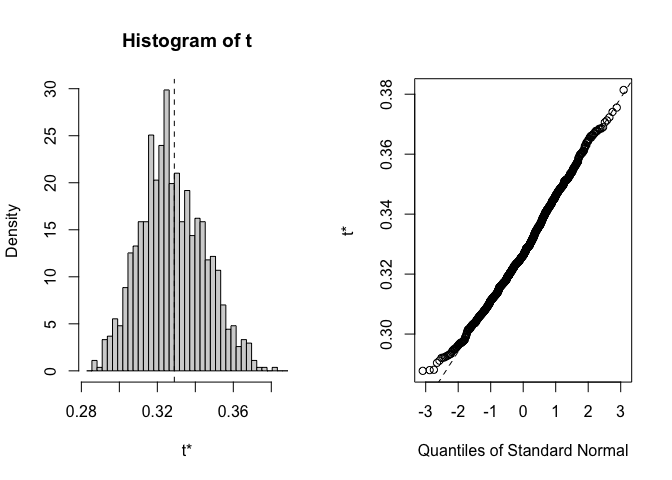 Histogram of t
Density
0 5 10 15 20 25 30
0.28 0.32 0.36
t*
t*
0.30 0.32 0.34 0.36 0.38
-3 -2 -1 0 1 2 3
Quantiles of Standard Normal